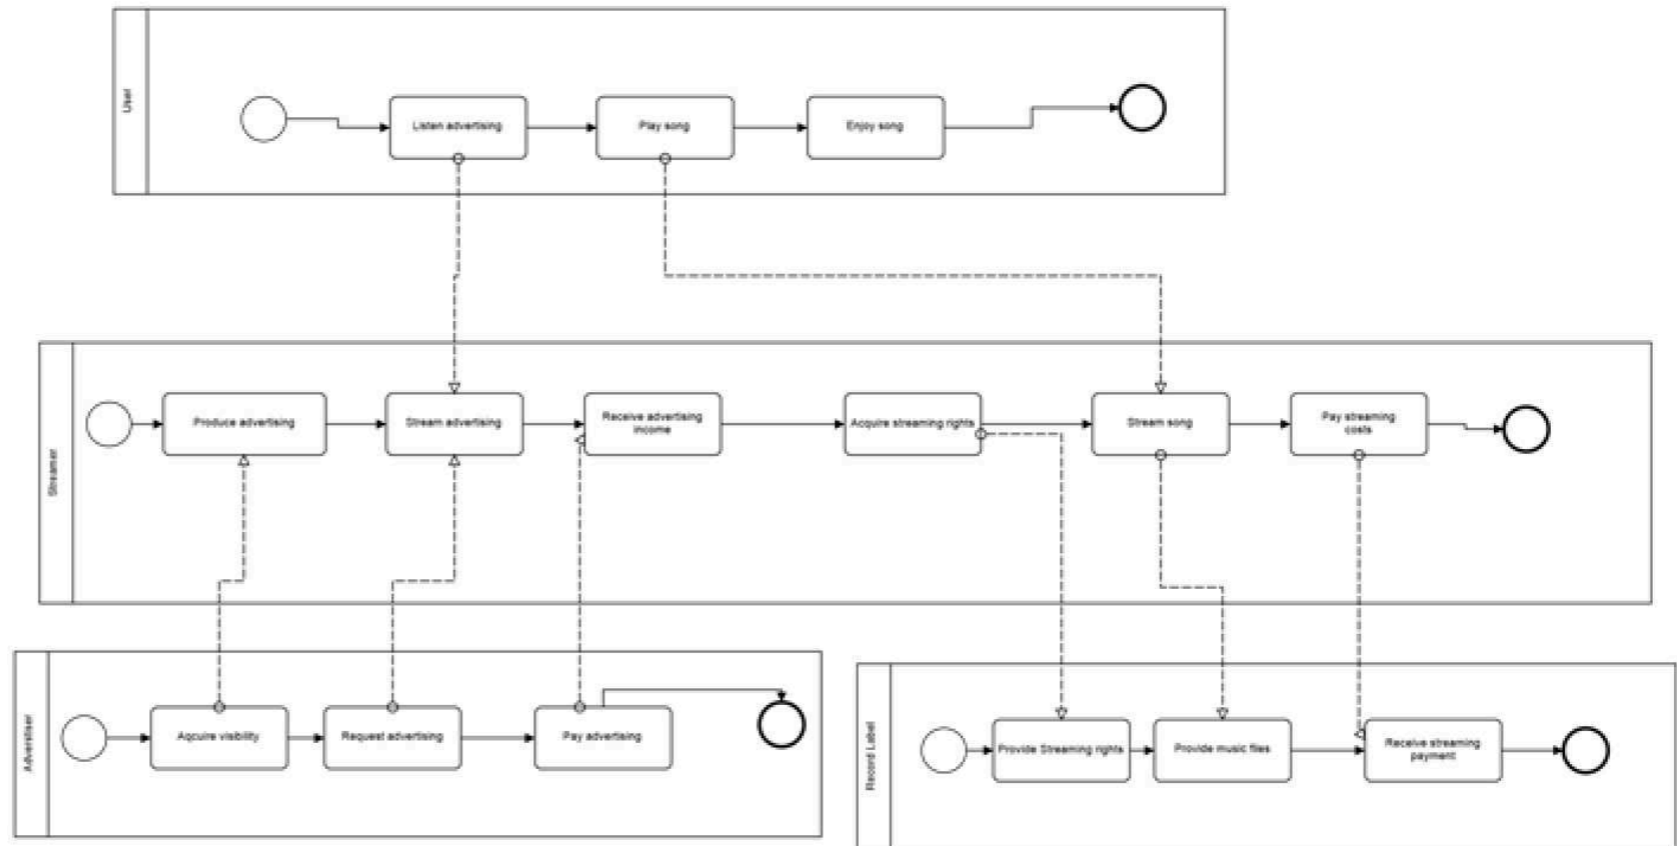 User
Listen advertising
Play song
Enjoy song
Streamer
Produce advertising
Stream advertising
Receive advertising
income
Acquire streaming rights
Stream song
Pay streaming
costs
Adverstiser
Aqcuire visibility
Request advertising
Pay advertising
Record Label
Provide Streaming rights
Provide music files
Receive streaming
payment